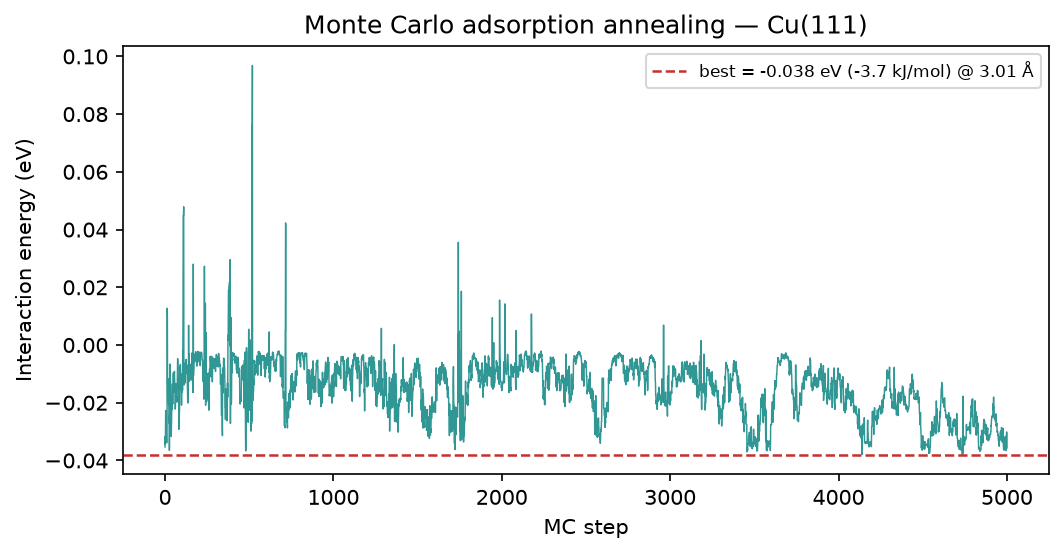 Monte Carlo adsorption annealing — Cu(111)
best = -0.038 eV (-3.7 kJ/mol) @ 3.01 Å
Interaction energy (eV)
0.10
0.08
0.06
0.04
0.02
0.00
−0.02
−0.04
0 1000 2000 3000 4000 5000
MC step